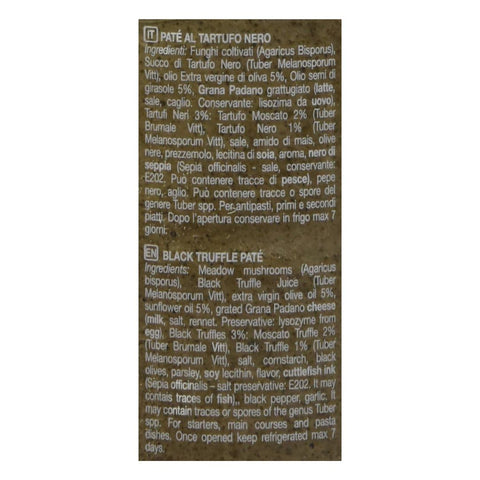 IT PATÉ AL TARTUFO NERO
Ingredienti: Funghi coltivati (Agaricus Bisporus),
Succo di Tartufo Nero (Tuber Melanosporum
Vitt), olio Extra vergine di oliva 5%, Olio semi di
girasole 5%, Grana Padano grattugiato (latte,
sale, caglio. Conservante: lisozima da uovo),
Tartufi Neri 3%: Tartufo Moscato 2% (Tuber
Brumale Vitt), Tartufo Nero 1% (Tuber
Melanosporum Vitt), sale, amido di mais, olive
nere, prezzemolo, lecitina di soia, aroma, nero di
seppia (Sepia officinalis - sale, conservante:
E202. Può contenere tracce di pesce), pepe
nero, aglio. Può contenere tracce o spore del
genere Tuber spp. Per antipasti, primi e secondi
piatti. Dopo l'apertura conservare in frigo max 7
giorni.
EN BLACK TRUFFLE PATÉ
Ingredients: Meadow mushrooms (Agaricus
bisporus), Black Truffle Juice (Tuber
Melanosporum Vitt), extra virgin olive oil 5%,
sunflower oil 5%, grated Grana Padano cheese
(milk, salt, rennet. Preservative: lysozyme from
egg), Black Truffles 3%: Moscato Truffle 2%
(Tuber Brumale Vitt), Black Truffle 1% (Tuber
Melanosporum Vitt), salt, cornstarch, black
olives, parsley, soy lecithin, flavor, cuttlefish ink
(Sepia officinalis – salt preservative: E202. It may
contais traces of fish),, black pepper, garlic. It
may contain traces or spores of the genus Tuber
spp. For starters, main courses and pasta
dishes. Once opened keep refrigerated max 7
days.